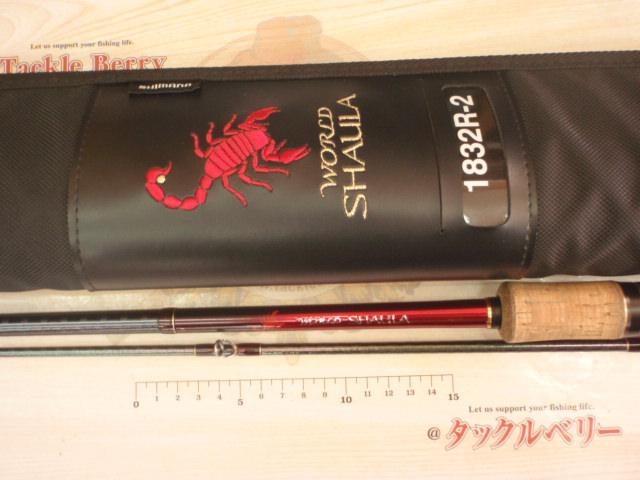 Let us support your fishing life.
Tackle Berry
SHIMANO
WORLD
SHAULA
1832R-2
WORLD SHAULA
0 1 2 3 4 5 6 7 8 9 10 11 12 13 14 15
Let us support your fishing life.
@タックルベリー